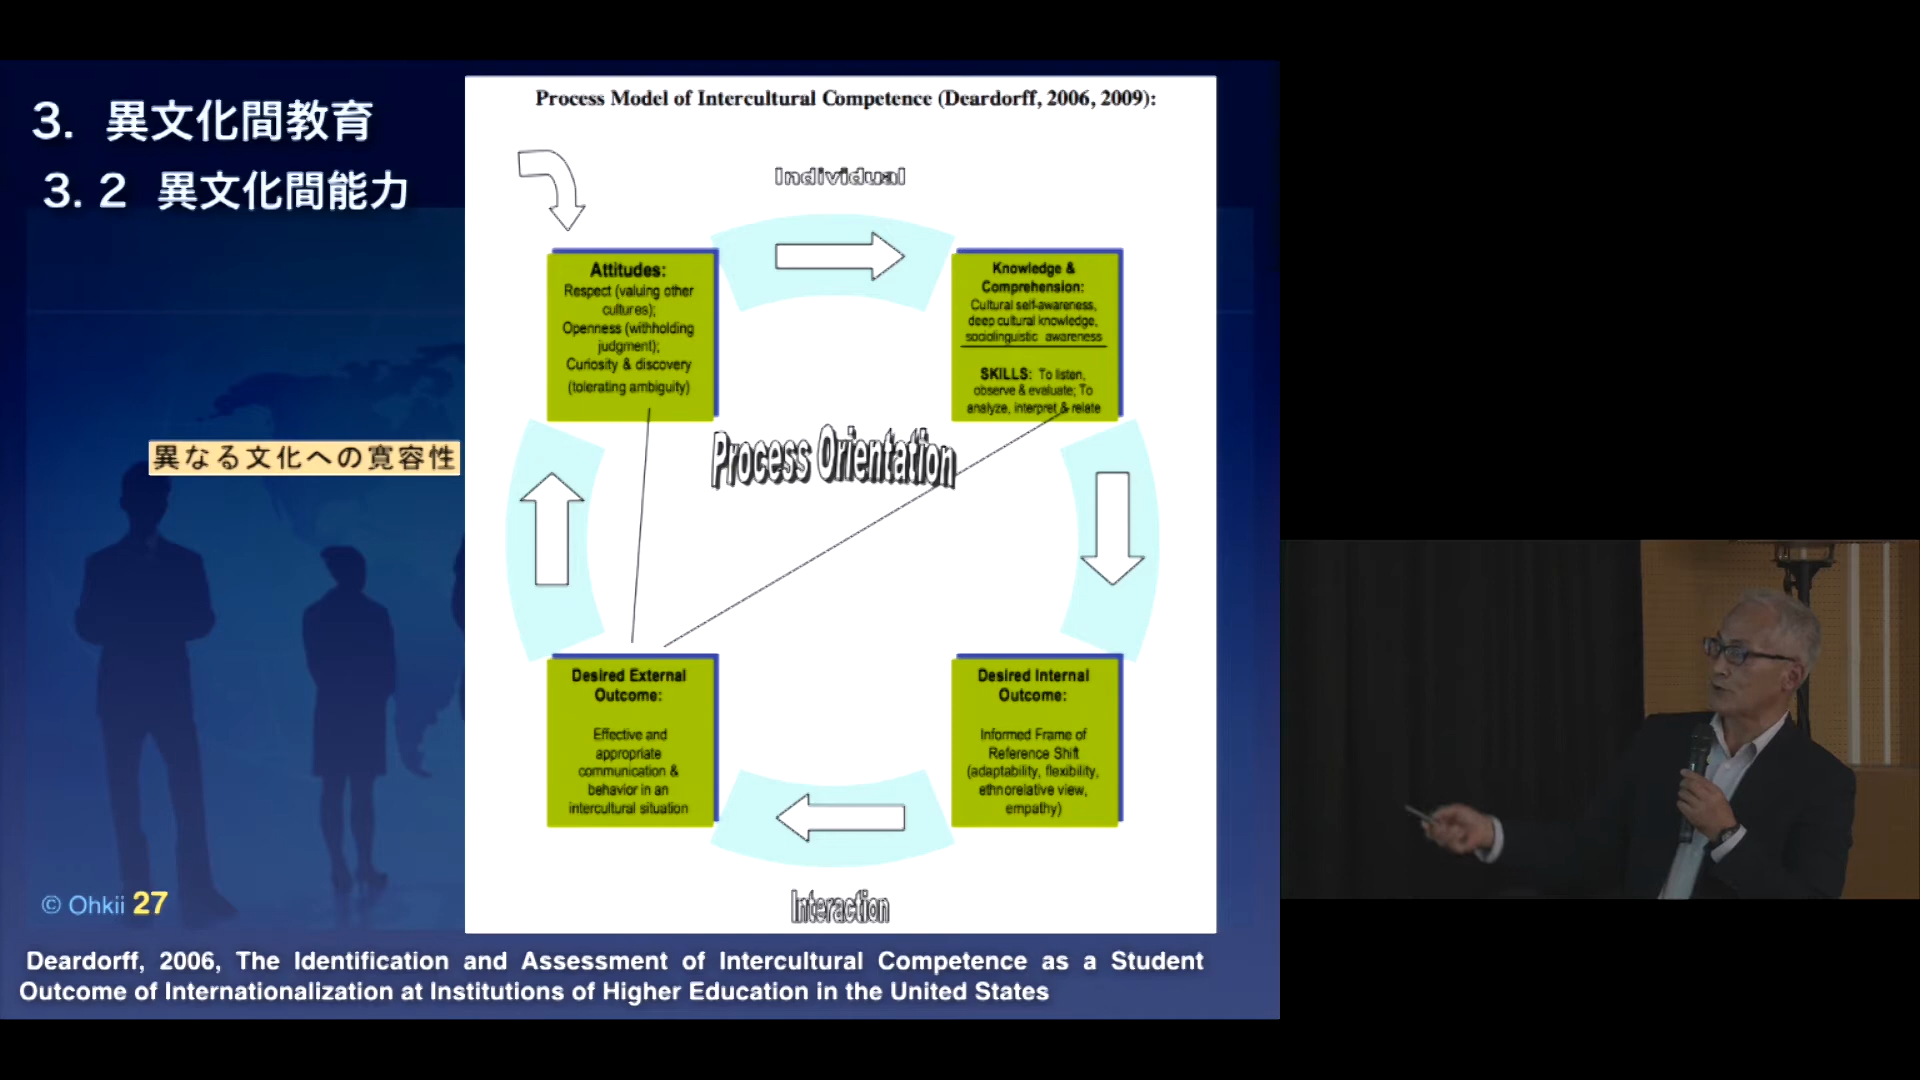 3. 異文化間教育
3. 2 異文化間能力
異なる文化への寛容性
Process Model of Intercultural Competence (Deardorff, 2006, 2009):
Individual
Attitudes:
Respect (valuing other
cultures);
Openness (withholding
judgment);
Curiosity & discovery
(tolerating ambiguity)
Knowledge &
Comprehension:
Cultural self-awareness,
deep cultural knowledge,
sociolinguistic awareness
SKILLS: To listen,
observe & evaluate; To
analyze, interpret & relate
Process Orientation
Desired External
Outcome:
Effective and
appropriate
communication &
behavior in an
intercultural situation
Desired Internal
Outcome:
Informed Frame of
Reference Shift
(adaptability, flexibility,
ethnorelative view,
empathy)
Interaction
© Ohkii 27
Deardorff, 2006, The Identification and Assessment of Intercultural Competence as a Student
Outcome of Internationalization at Institutions of Higher Education in the United States